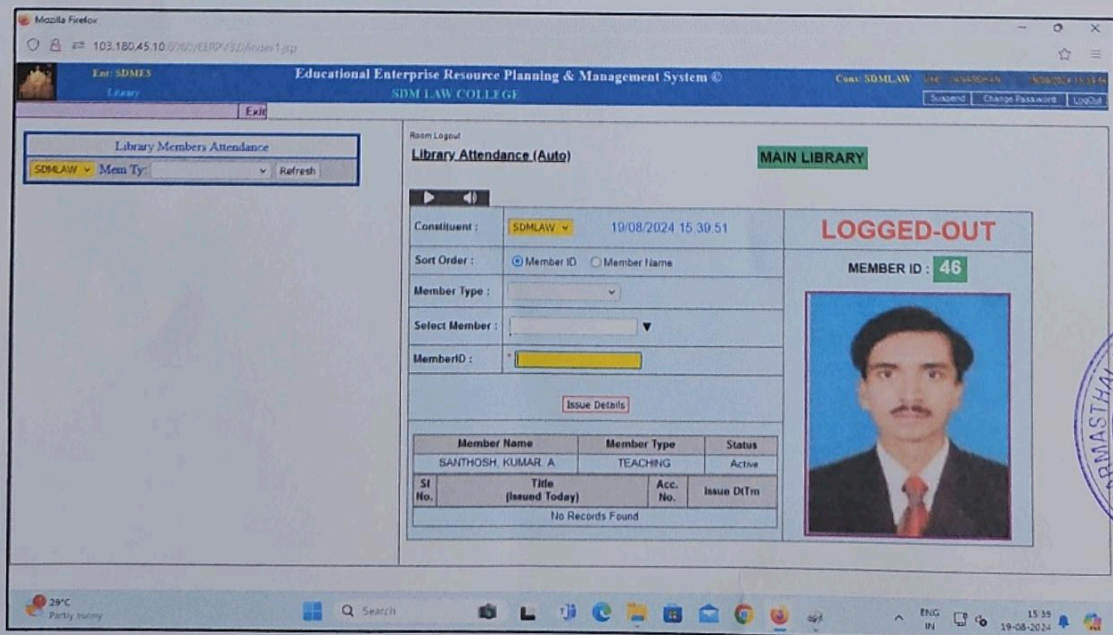 Mozilla Firefox
103.180.45.10
Ent: SDMES
Educational Enterprise Resource Planning & Management System ©
Cons: SDMLAW
Library
SDM LAW COLLEGE
Suspend Change Password LogOut
Exit
Library Members Attendance
SDMLAW Mem Ty: Refresh
Room Logout
Library Attendance (Auto)
MAIN LIBRARY
Constituent : SDMLAW 19/08/2024 15:39:51
LOGGED-OUT
Sort Order : Member ID Member Name
MEMBER ID : 46
Member Type :
Select Member :
MemberID : *
Issue Details
Member Name Member Type Status
SANTHOSH, KUMAR. A TEACHING Active
Sl No. Title (Issued Today) Acc. No. Issue DtTm
No Records Found
29°C
Partly sunny
Search
ENG
IN
15:39
19-08-2024